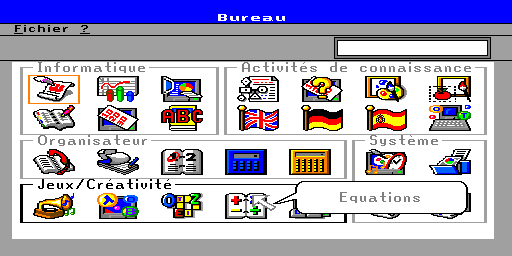 Bureau
Fichier ?
Informatique
Activités de connaissance
ABC
Organisateur
Système
Jeux/Créativité
Equations